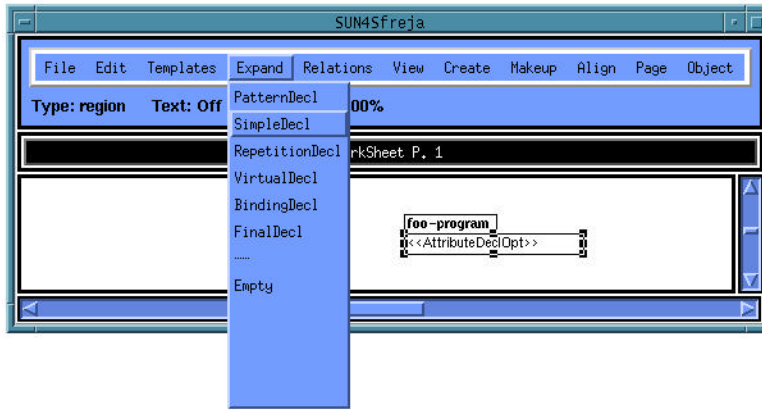 SUN4Sfreja
File Edit Templates Expand Relations View Create Makeup Align Page Object
Type: region Text: Off 00%
PatternDecl
SimpleDecl
RepetitionDecl
rkSheet P. 1
VirtualDecl
BindingDecl
FinalDecl
......
Empty
foo-program
<<AttributeDeclOpt>>